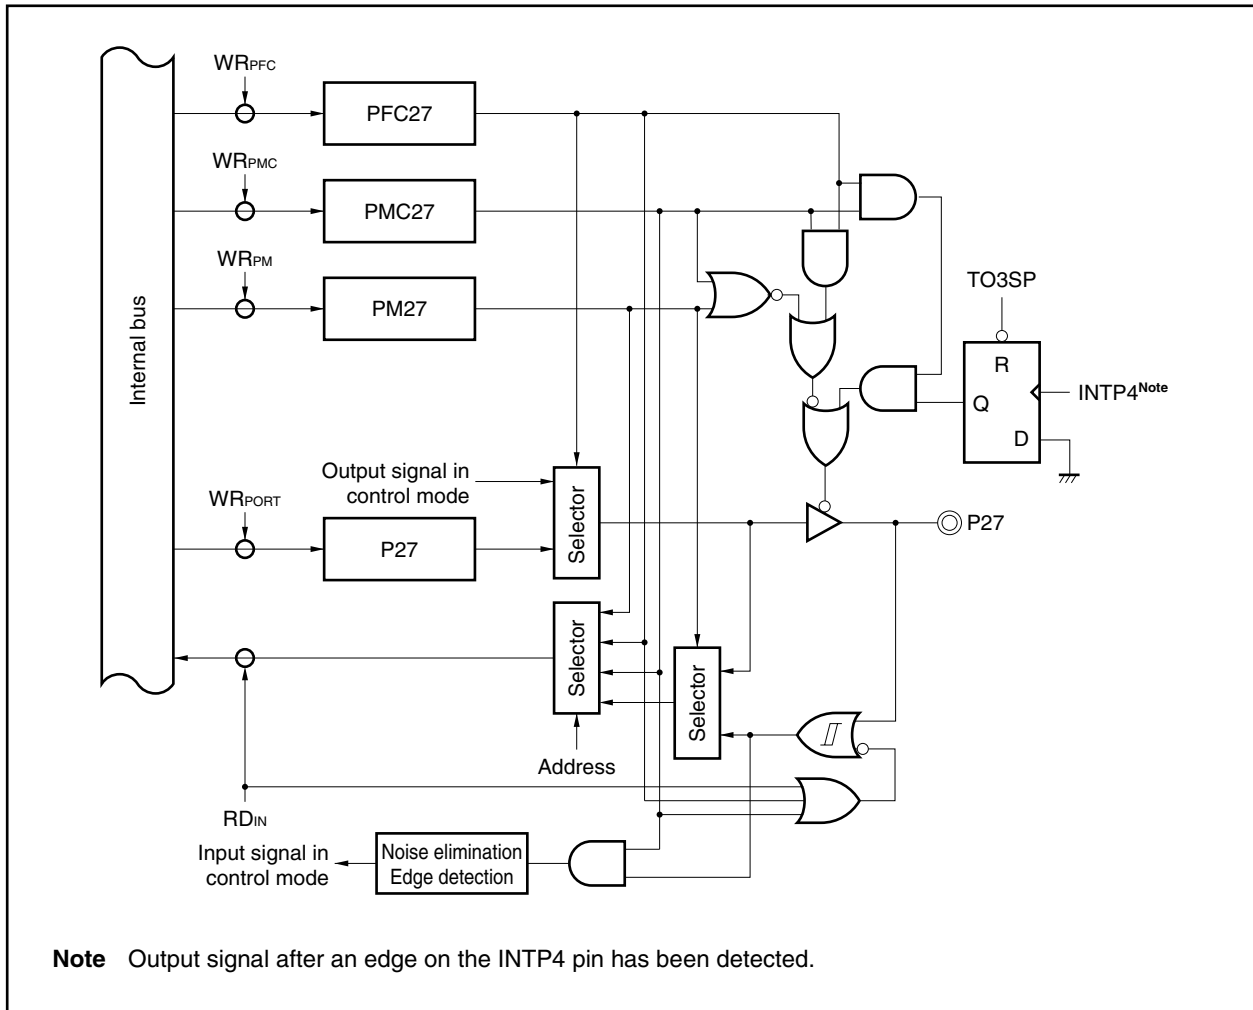 WRPFC
PFC27
WRPMC
PMC27
WRPM
PM27
TO3SP
R
INTP4Note
Q
D
Internal bus
Output signal in
control mode
Selector
WRPORT
P27
P27
Selector
Selector
Address
RDIN
Input signal in
control mode
Noise elimination
Edge detection
Note Output signal after an edge on the INTP4 pin has been detected.